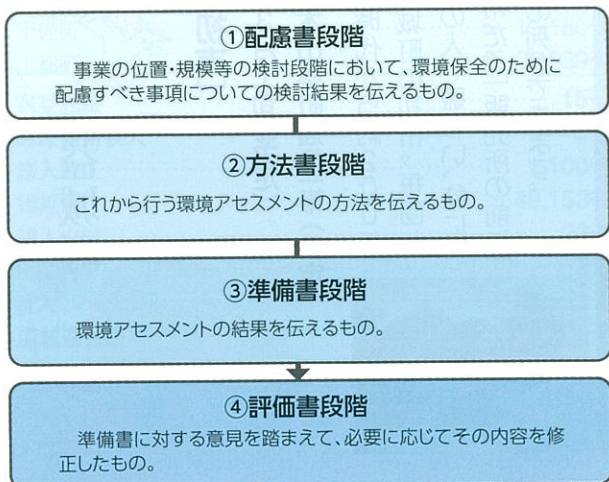 ①配慮書段階
事業の位置・規模等の検討段階において、環境保全のために
配慮すべき事項についての検討結果を伝えるもの。
②方法書段階
これから行う環境アセスメントの方法を伝えるもの。
③準備書段階
環境アセスメントの結果を伝えるもの。
④評価書段階
準備書に対する意見を踏まえて、必要に応じてその内容を修
正したもの。